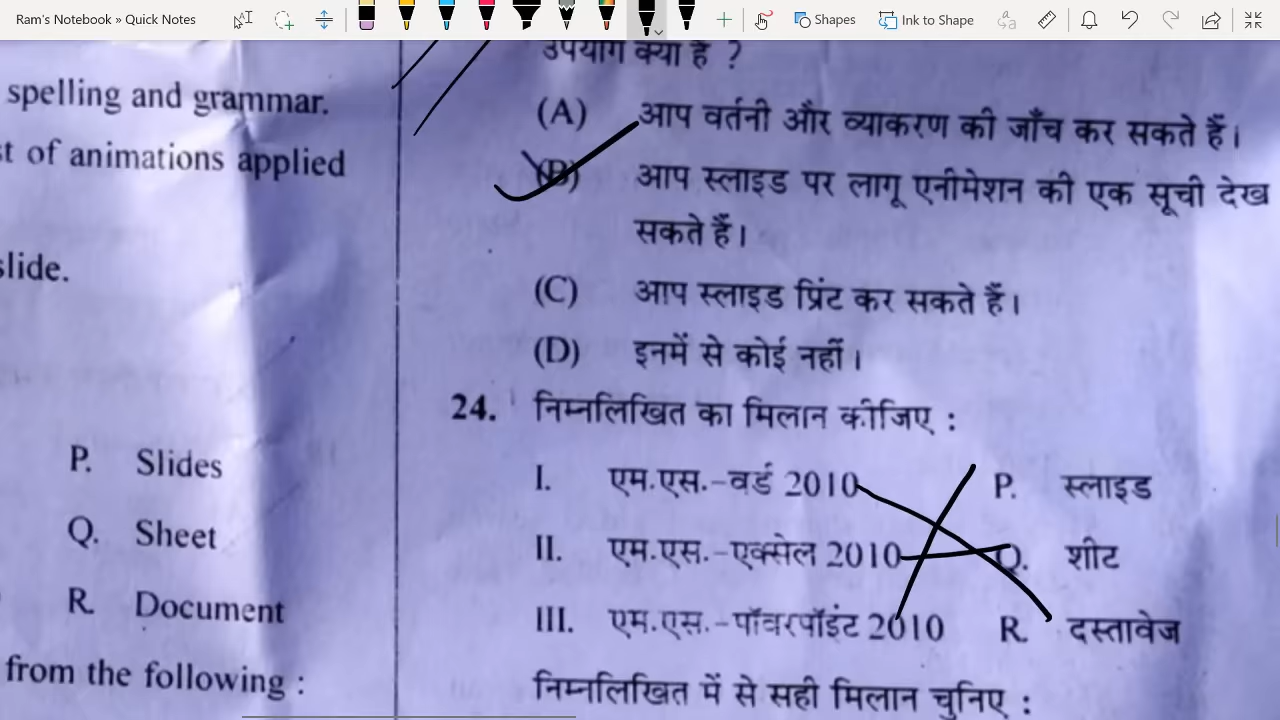 Ram's Notebook » Quick Notes
Shapes
Ink to Shape
spelling and grammar.
st of animations applied
slide.
P. Slides
Q. Sheet
R. Document
from the following :
उपयोग क्या है ?
(A) आप वर्तनी और व्याकरण की जाँच कर सकते हैं।
(B) आप स्लाइड पर लागू एनीमेशन की एक सूची देख
सकते हैं।
(C) आप स्लाइड प्रिंट कर सकते हैं।
(D) इनमें से कोई नहीं।
24. निम्नलिखित का मिलान कीजिए :
I. एम.एस.-वर्ड 2010 P. स्लाइड
II. एम.एस.-एक्सेल 2010 Q. शीट
III. एम.एस.-पॉवरपॉइंट 2010 R. दस्तावेज
निम्नलिखित में से सही मिलान चुनिए :